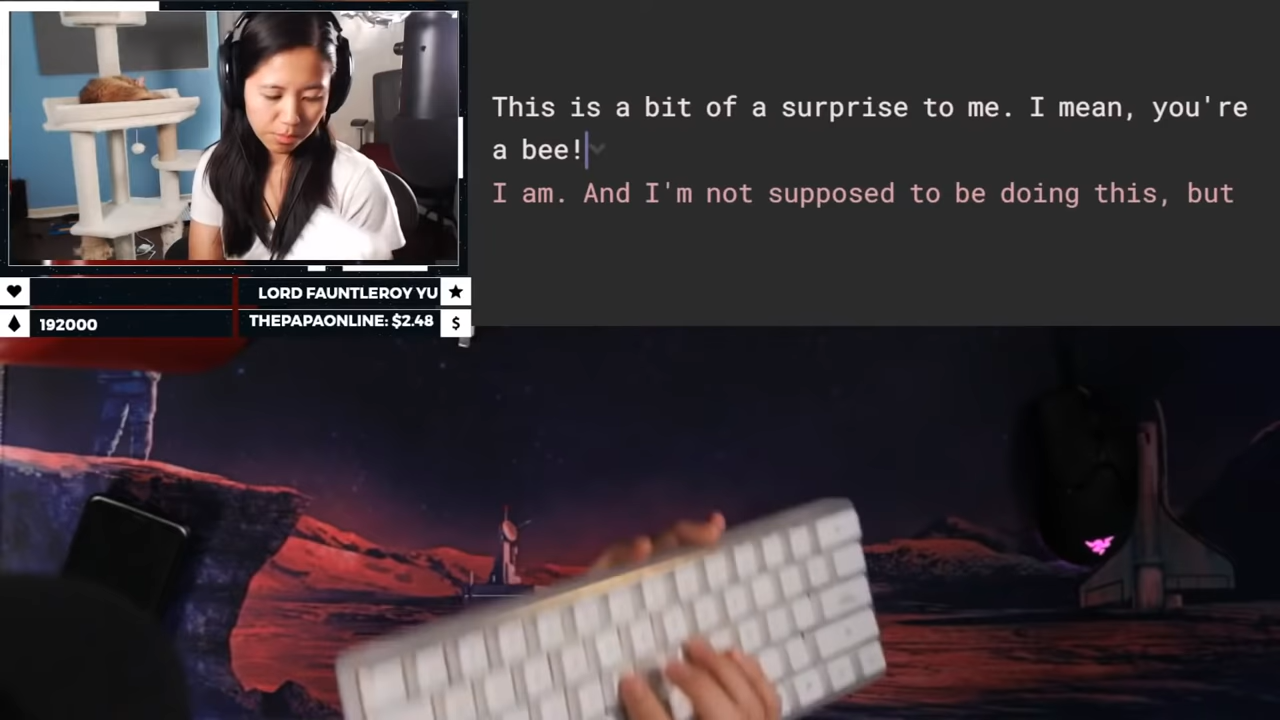 This is a bit of a surprise to me. I mean, you're
a bee!
I am. And I'm not supposed to be doing this, but
LORD FAUNTLEROY YU
192000
THEPAPAONLINE: $2.48
$